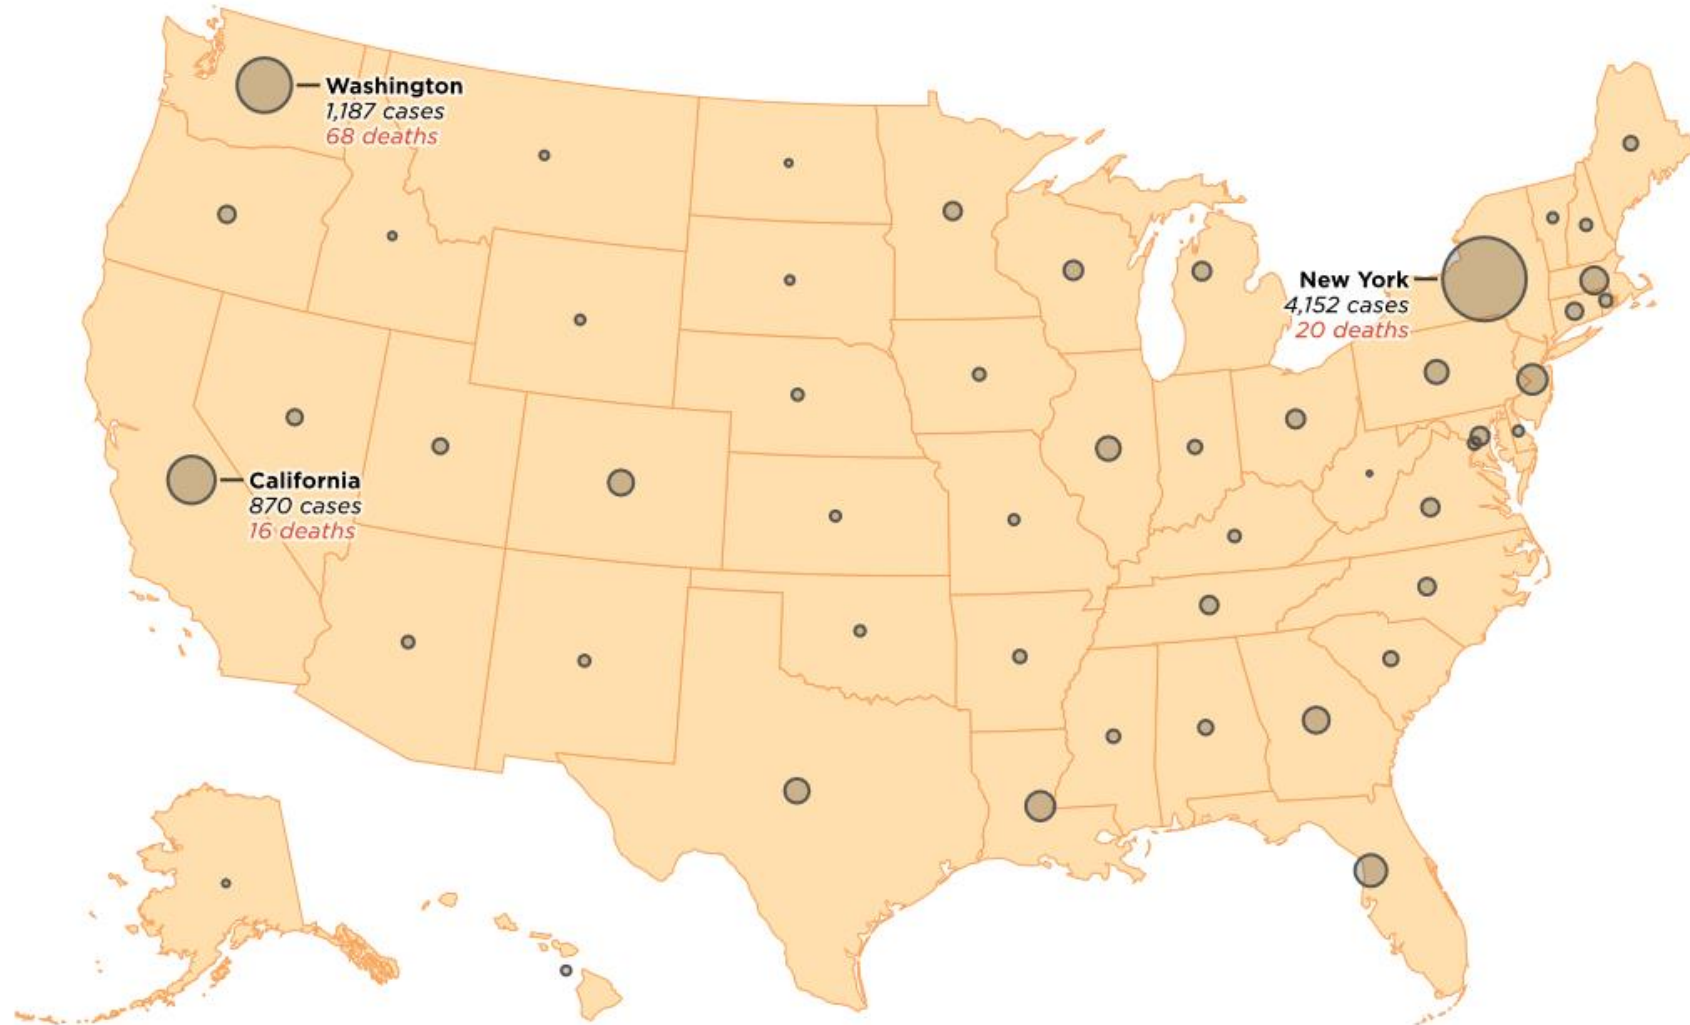 Washington
1,187 cases
68 deaths
New York
4,152 cases
20 deaths
California
870 cases
16 deaths